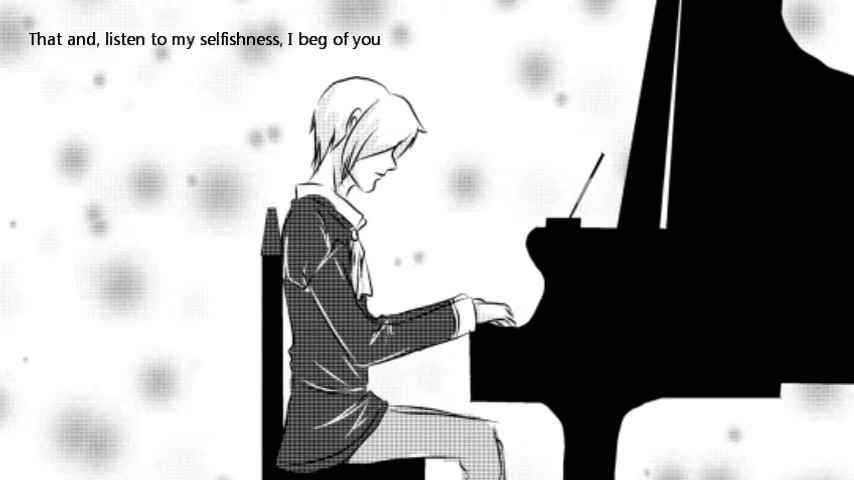 That and, listen to my selfishness, I beg of you